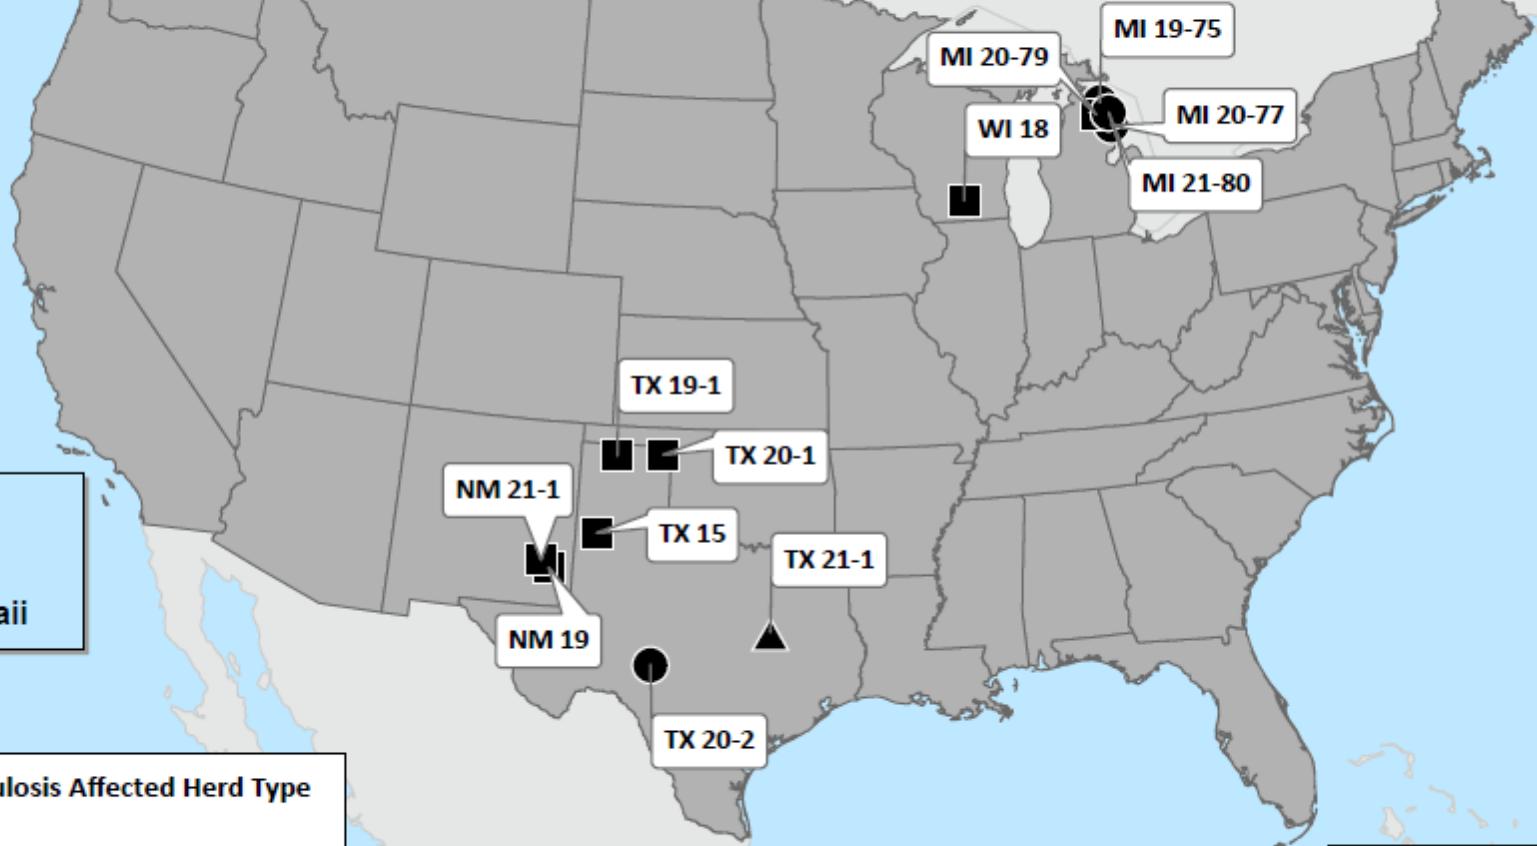 MI 19-75
MI 20-79
MI 20-77
WI 18
MI 21-80
TX 19-1
TX 20-1
NM 21-1
TX 15
TX 21-1
NM 19
TX 20-2
aii
ulosis Affected Herd Type